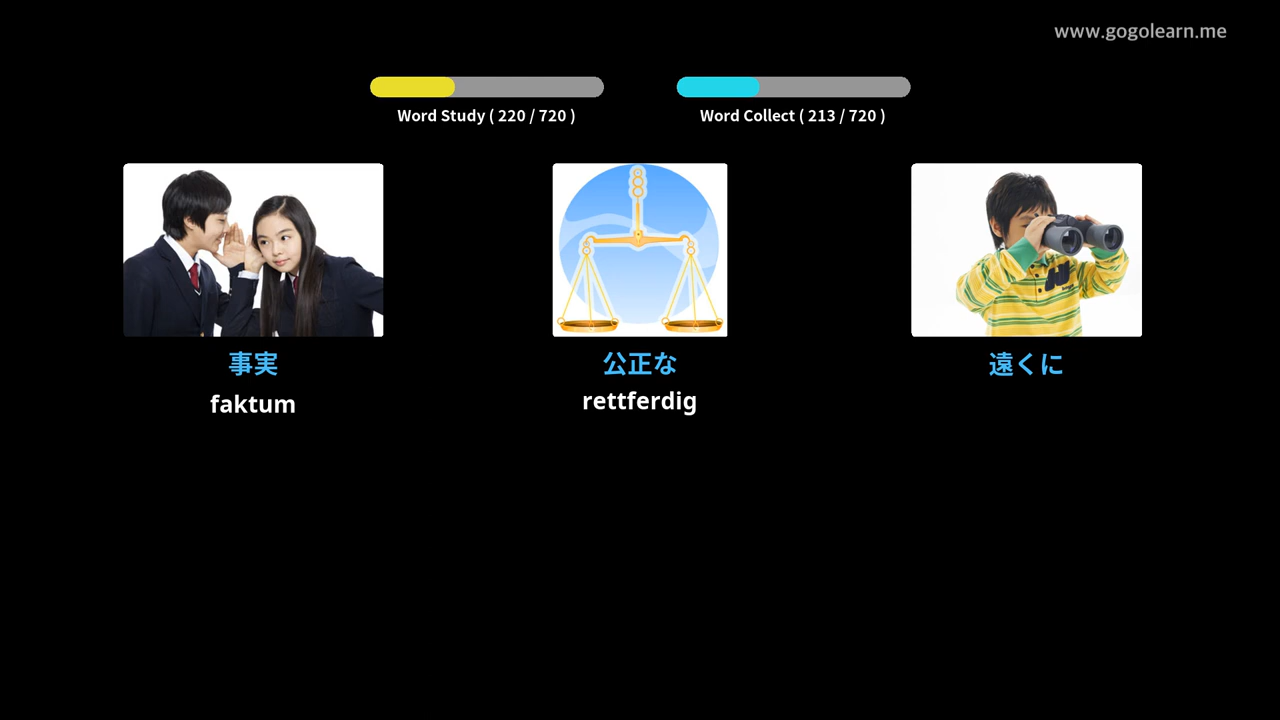 www.gogolearn.me
Word Study ( 220 / 720 )
Word Collect ( 213 / 720 )
事実
faktum
公正な
rettferdig
遠くに